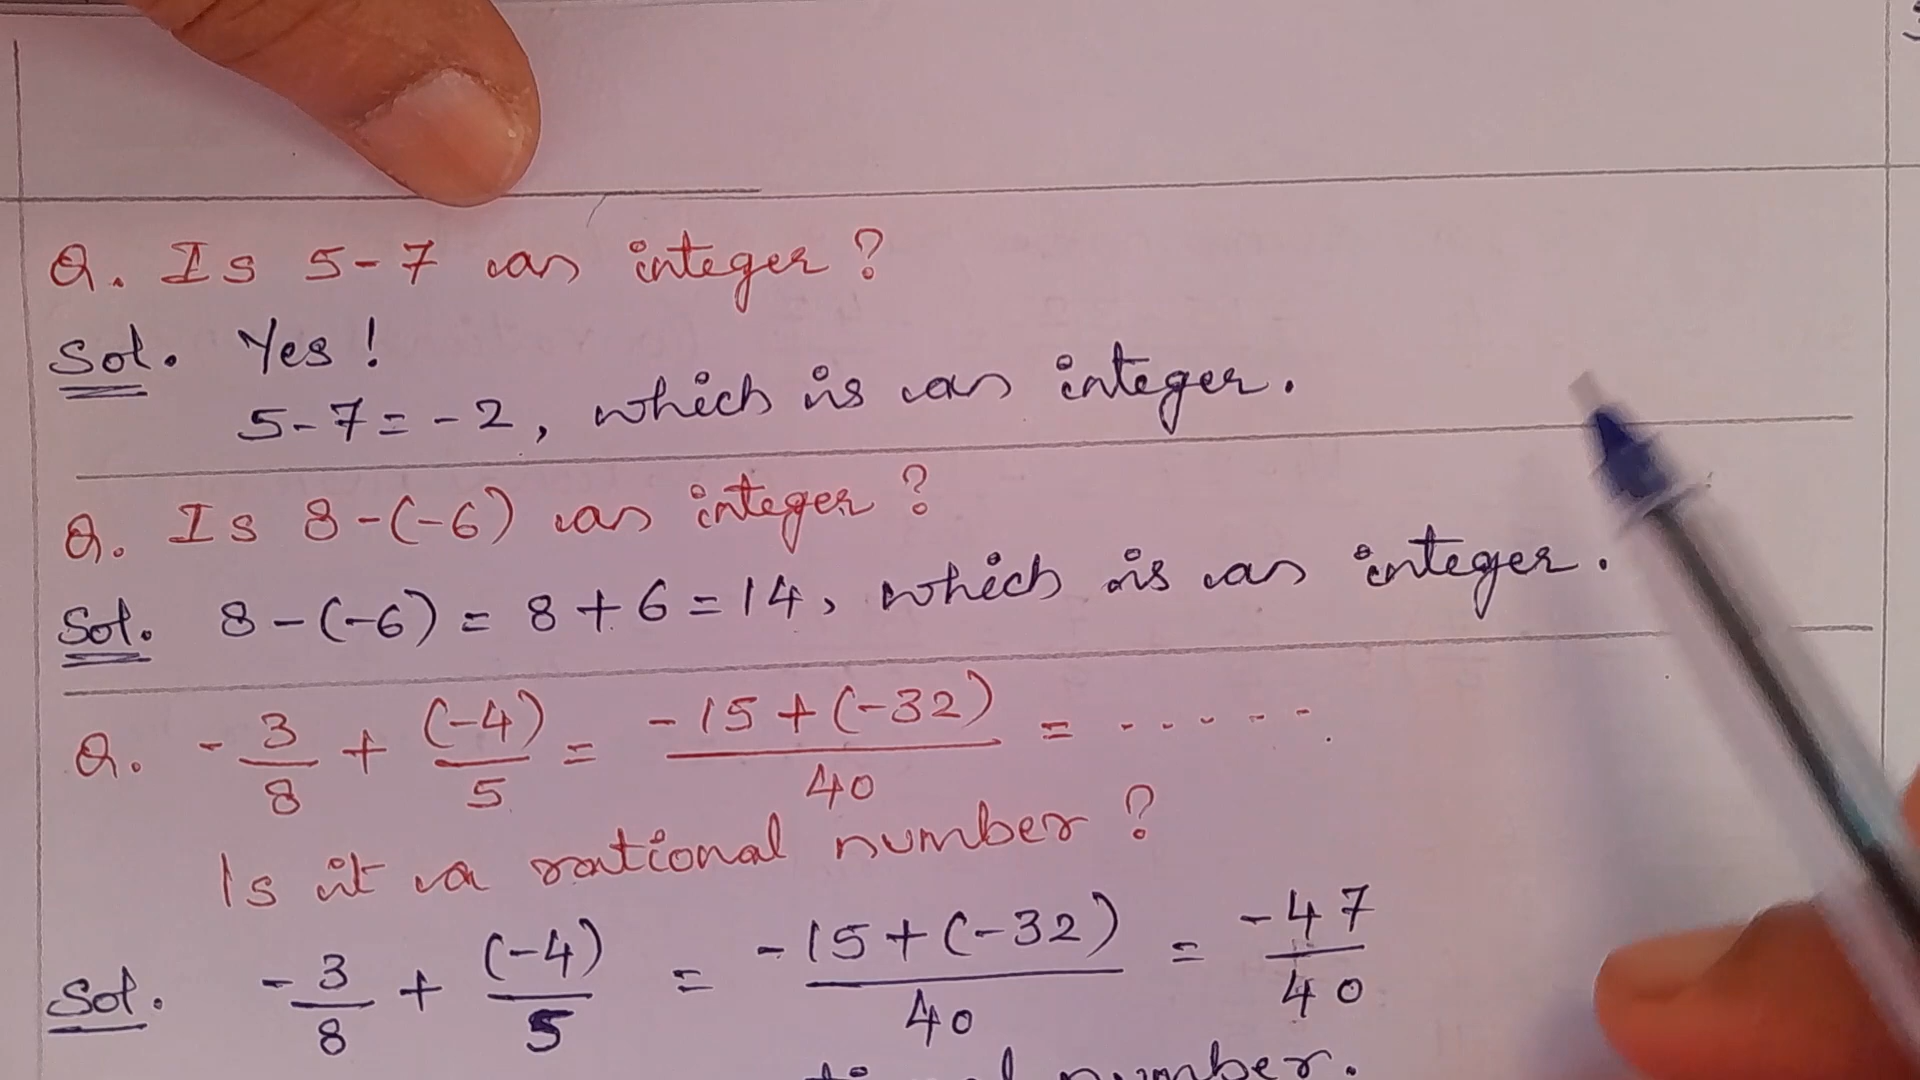 Q. Is 5-7 an integer?
Sol. Yes!
5-7=-2, which is an integer.
Q. Is 8-(-6) an integer?
Sol. 8-(-6) = 8+6=14, which is an integer.
Q. -3/8 + (-4)/5 = -15+(-32)/40 = ------.
Is it a rational number?
Sol. -3/8 + (-4)/5 = -15+(-32)/40 = -47/40
number.